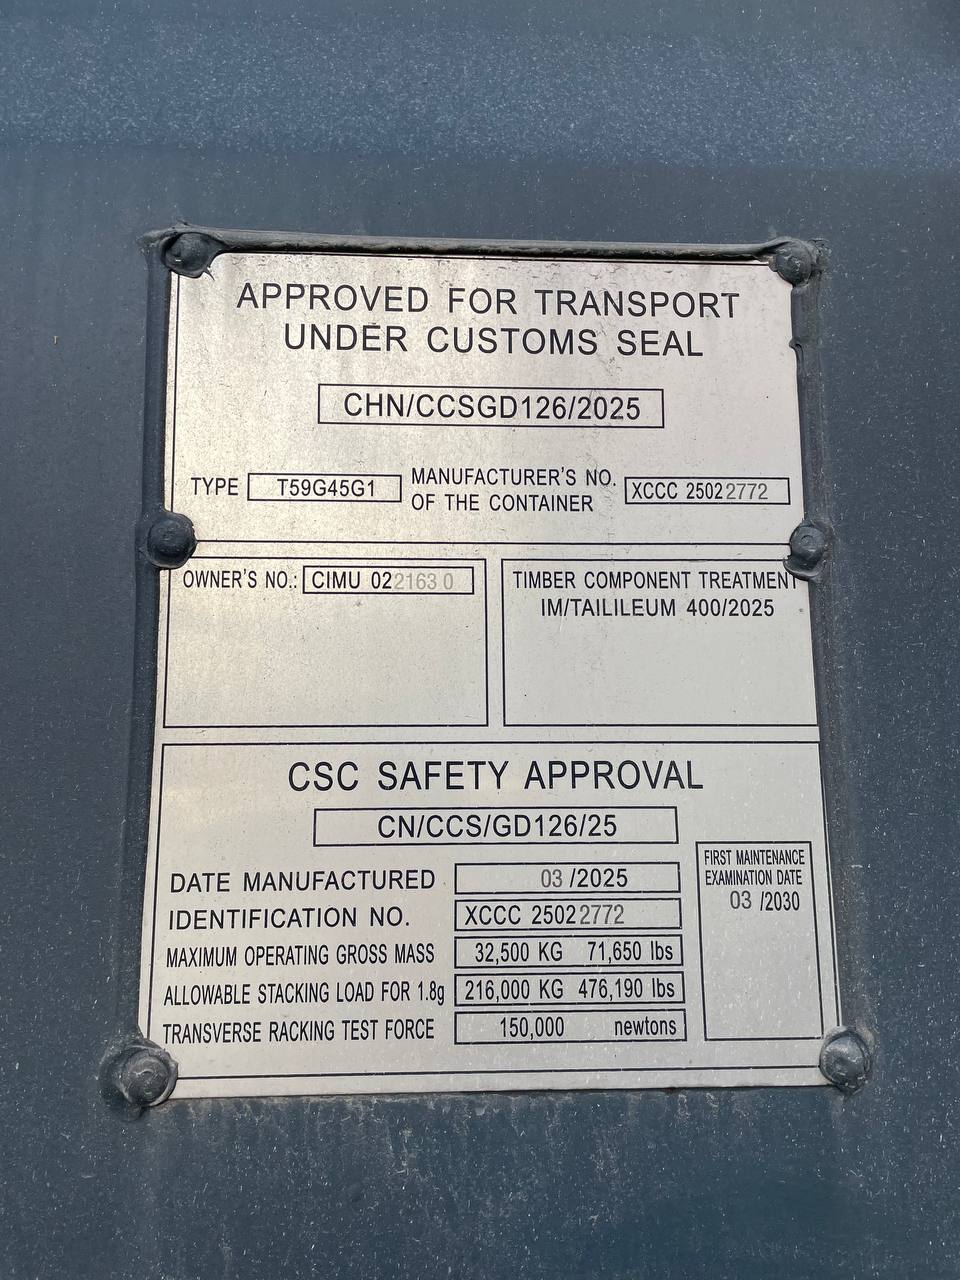 APPROVED FOR TRANSPORT
UNDER CUSTOMS SEAL
CHN/CCSGD126/2025
TYPE T59G45G1 MANUFACTURER'S NO. OF THE CONTAINER XCCC 25022772
OWNER'S NO.: CIMU 022163 0
TIMBER COMPONENT TREATMENT
IM/TAILILEUM 400/2025
CSC SAFETY APPROVAL
CN/CCS/GD126/25
DATE MANUFACTURED 03 /2025
IDENTIFICATION NO. XCCC 25022772
MAXIMUM OPERATING GROSS MASS 32,500 KG 71,650 lbs
ALLOWABLE STACKING LOAD FOR 1.8g 216,000 KG 476,190 lbs
TRANSVERSE RACKING TEST FORCE 150,000 newtons
FIRST MAINTENANCE
EXAMINATION DATE
03 /2030